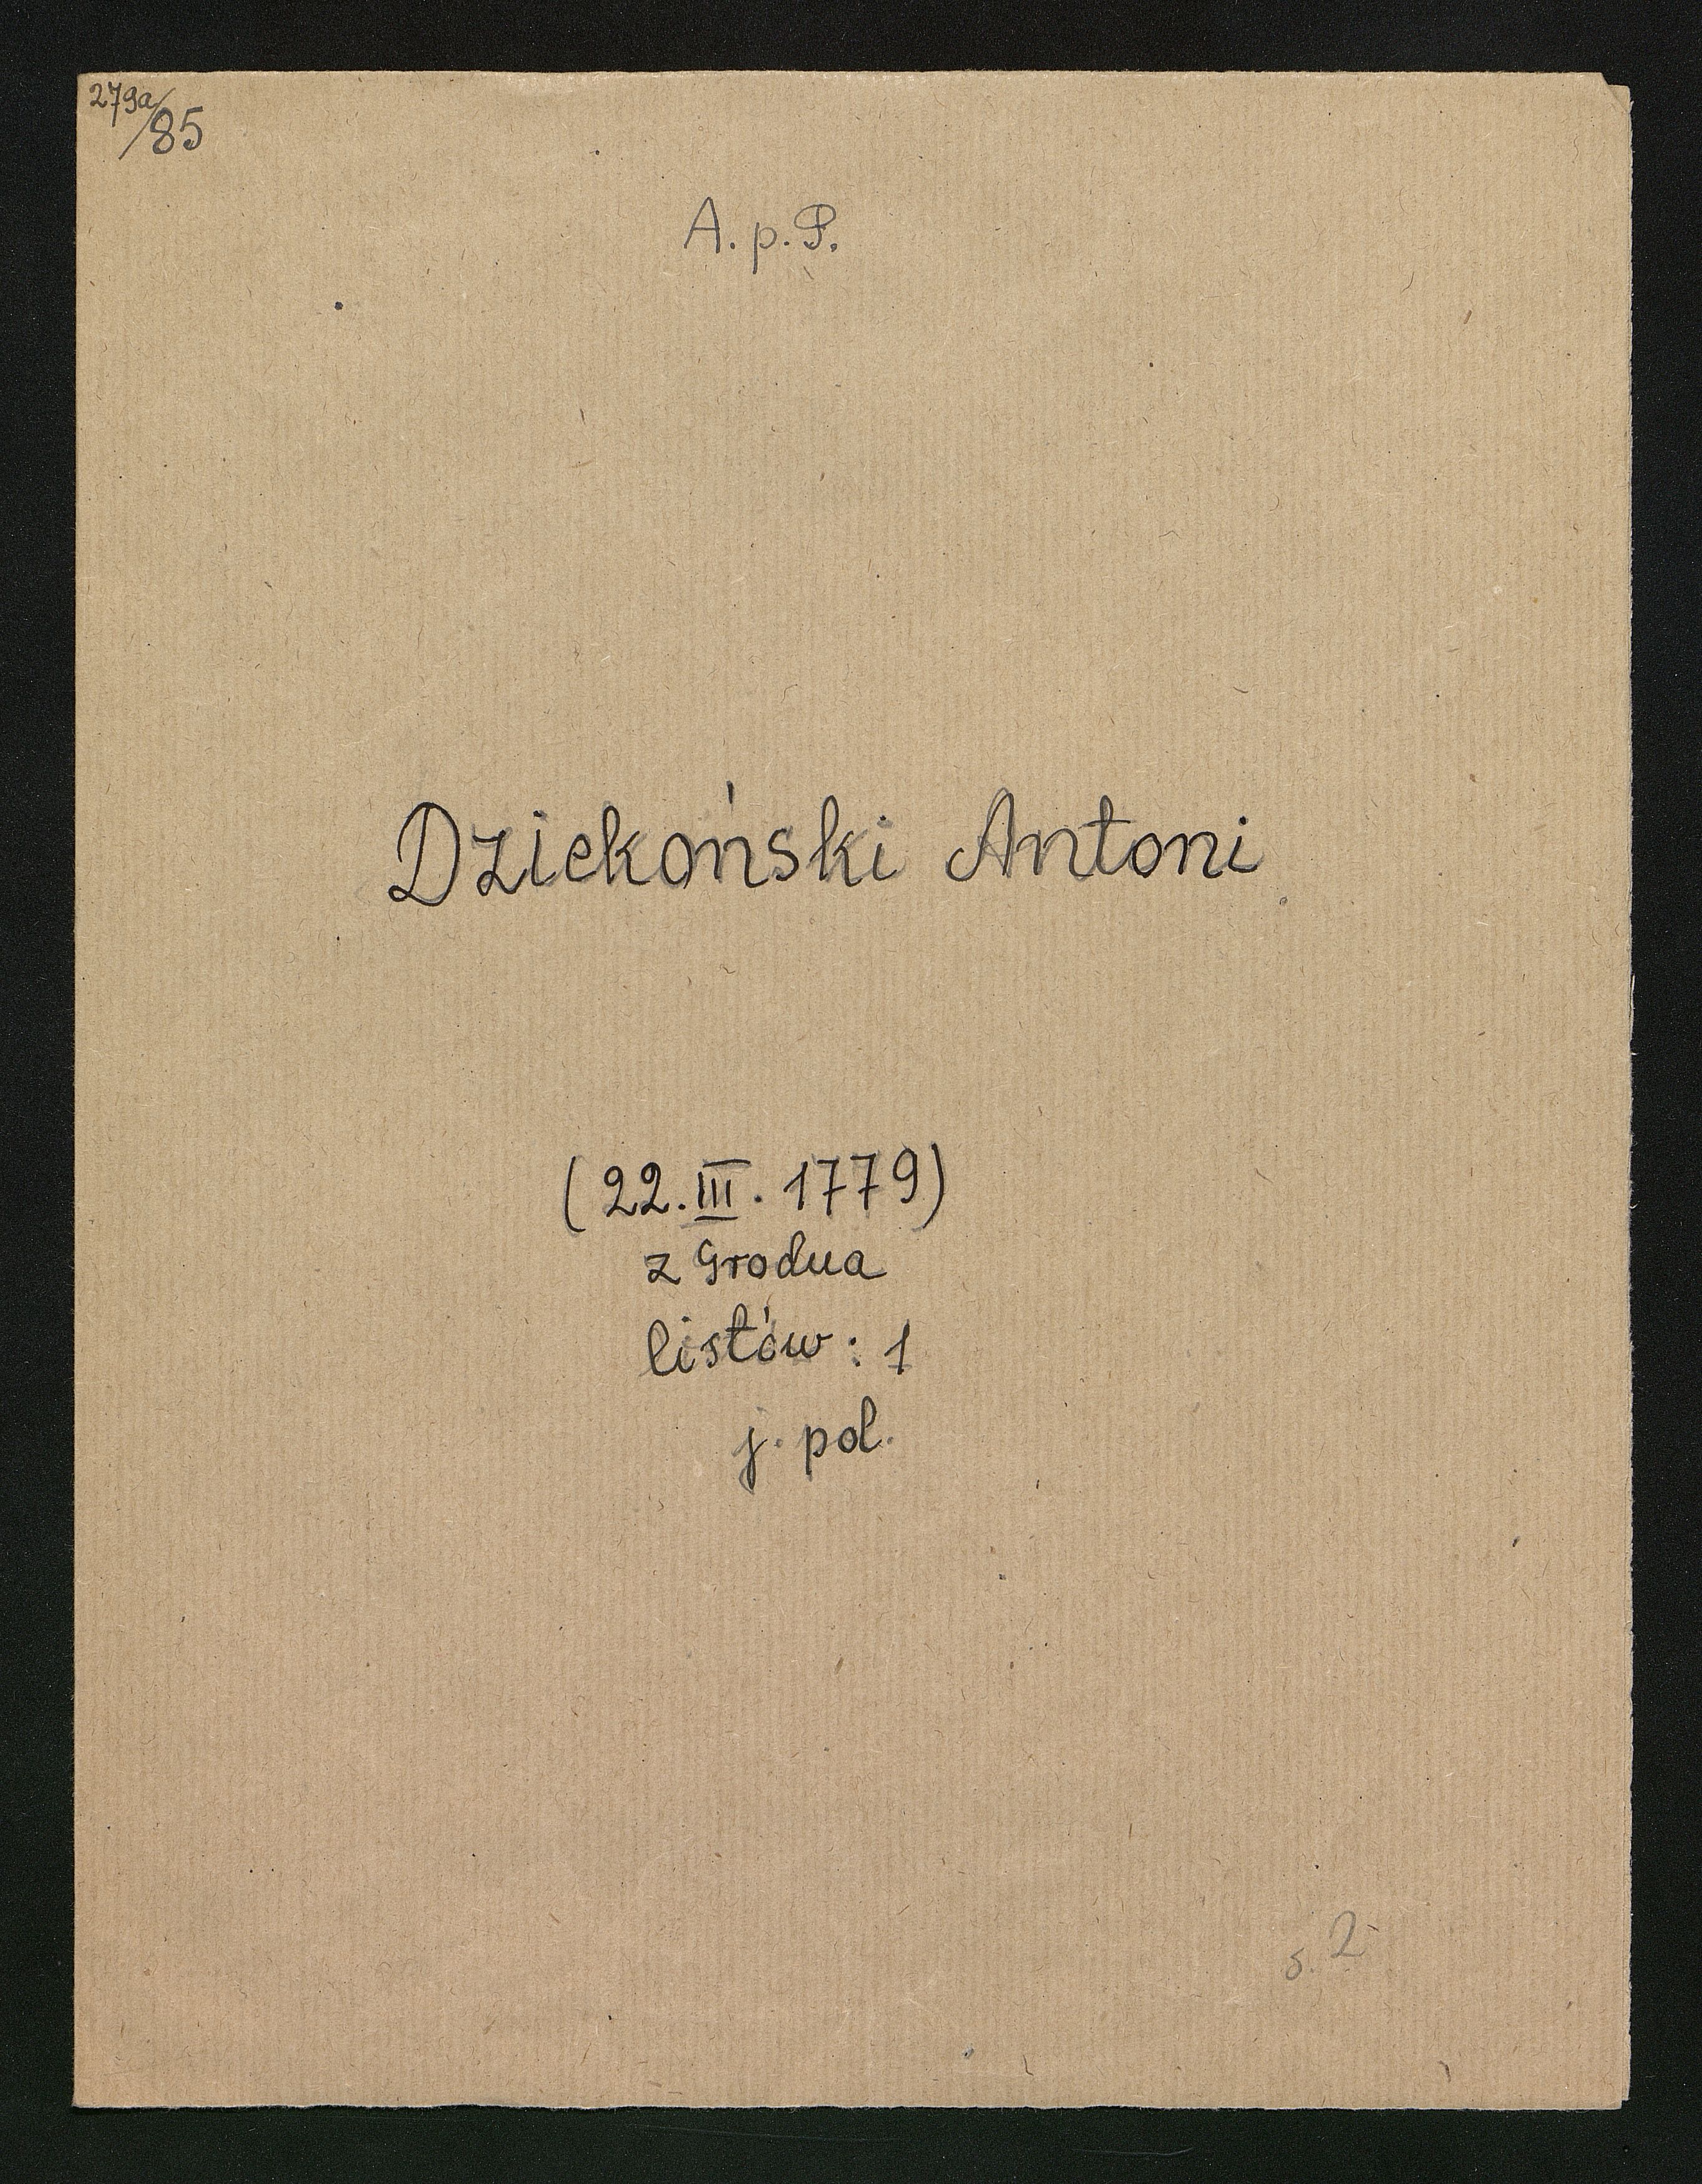 279a/85
A. p. P.
Dziekoński Antoni
(22. III. 1779)
z Grodna
listów: 1
j. pol.
s. 2